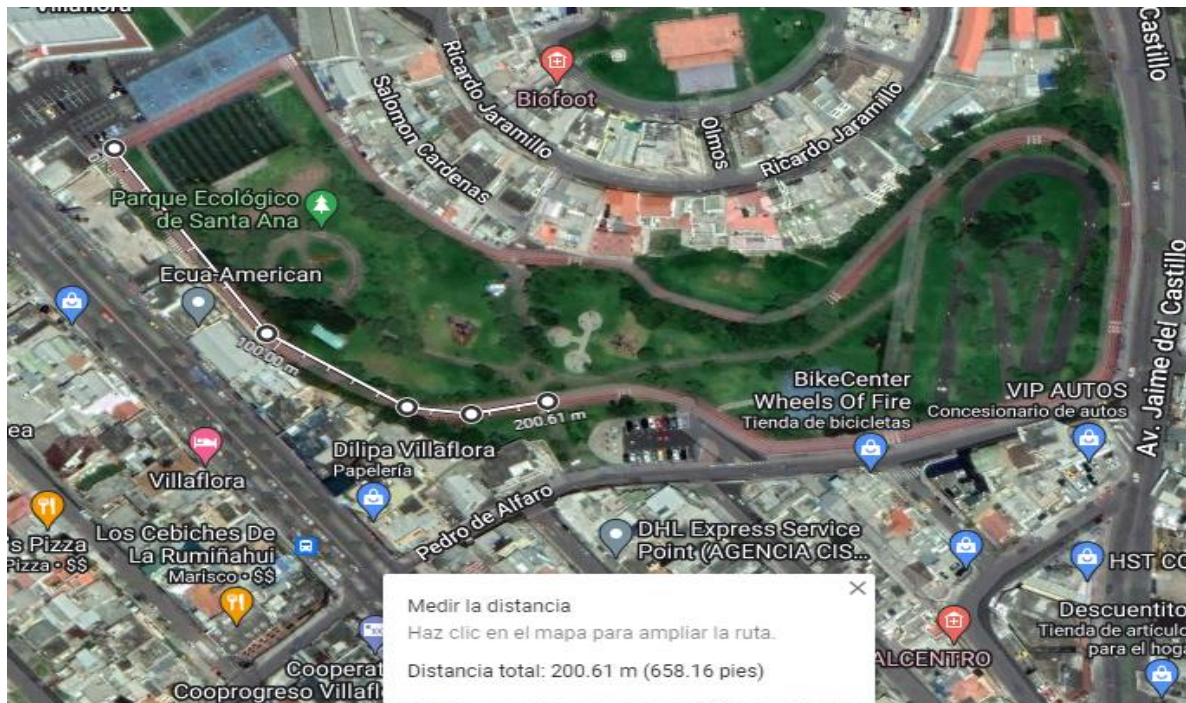 Villaflora
Castillo
Biofoot
Ricardo Jaramillo
Salomon Cardenas
Olmos
Ricardo Jaramillo
0
Parque Ecológico
de Santa Ana
Ecua-American
100.00 m
200.61 m
Av. Jaime del Castillo
BikeCenter
Wheels Of Fire
Tienda de bicicletas
VIP AUTOS
Concesionario de autos
ea
Villaflora
Dilipa Villaflora
Papelería
Pedro de Alfaro
's Pizza
Pizza • $$
Los Cebiches De
La Rumiñahui
Marisco • $$
DHL Express Service
Point (AGENCIA CIS...
HST CO
Descuentito
Tienda de artículo
para el hoga
ALCENTRO
Cooperat
Cooprogreso Villafl
Medir la distancia
Haz clic en el mapa para ampliar la ruta.
Distancia total: 200.61 m (658.16 pies)